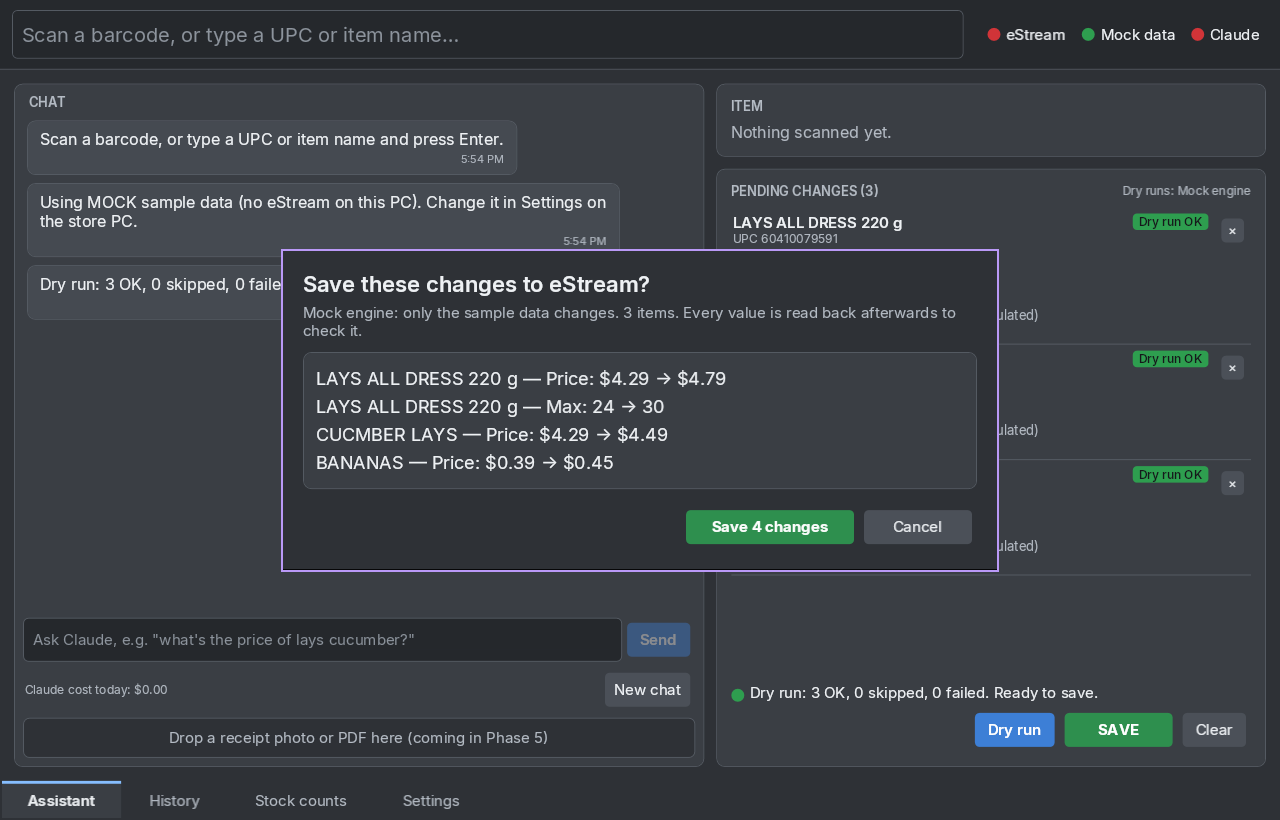 Scan a barcode, or type a UPC or item name...
eStream
Mock data
Claude
CHAT
Scan a barcode, or type a UPC or item name and press Enter.
5:54 PM
Using MOCK sample data (no eStream on this PC). Change it in Settings on
the store PC.
5:54 PM
Dry run: 3 OK, 0 skipped, 0 faile
ITEM
Nothing scanned yet.
PENDING CHANGES (3)
Dry runs: Mock engine
LAYS ALL DRESS 220 g
Dry run OK
×
UPC 60410079591
ulated)
Dry run OK
×
ulated)
Dry run OK
×
ulated)
Save these changes to eStream?
Mock engine: only the sample data changes. 3 items. Every value is read back afterwards to
check it.
LAYS ALL DRESS 220 g — Price: $4.29 → $4.79
LAYS ALL DRESS 220 g — Max: 24 → 30
CUCMBER LAYS — Price: $4.29 → $4.49
BANANAS — Price: $0.39 → $0.45
Save 4 changes
Cancel
Ask Claude, e.g. "what's the price of lays cucumber?"
Send
Claude cost today: $0.00
New chat
Drop a receipt photo or PDF here (coming in Phase 5)
Dry run: 3 OK, 0 skipped, 0 failed. Ready to save.
Dry run
SAVE
Clear
Assistant
History
Stock counts
Settings